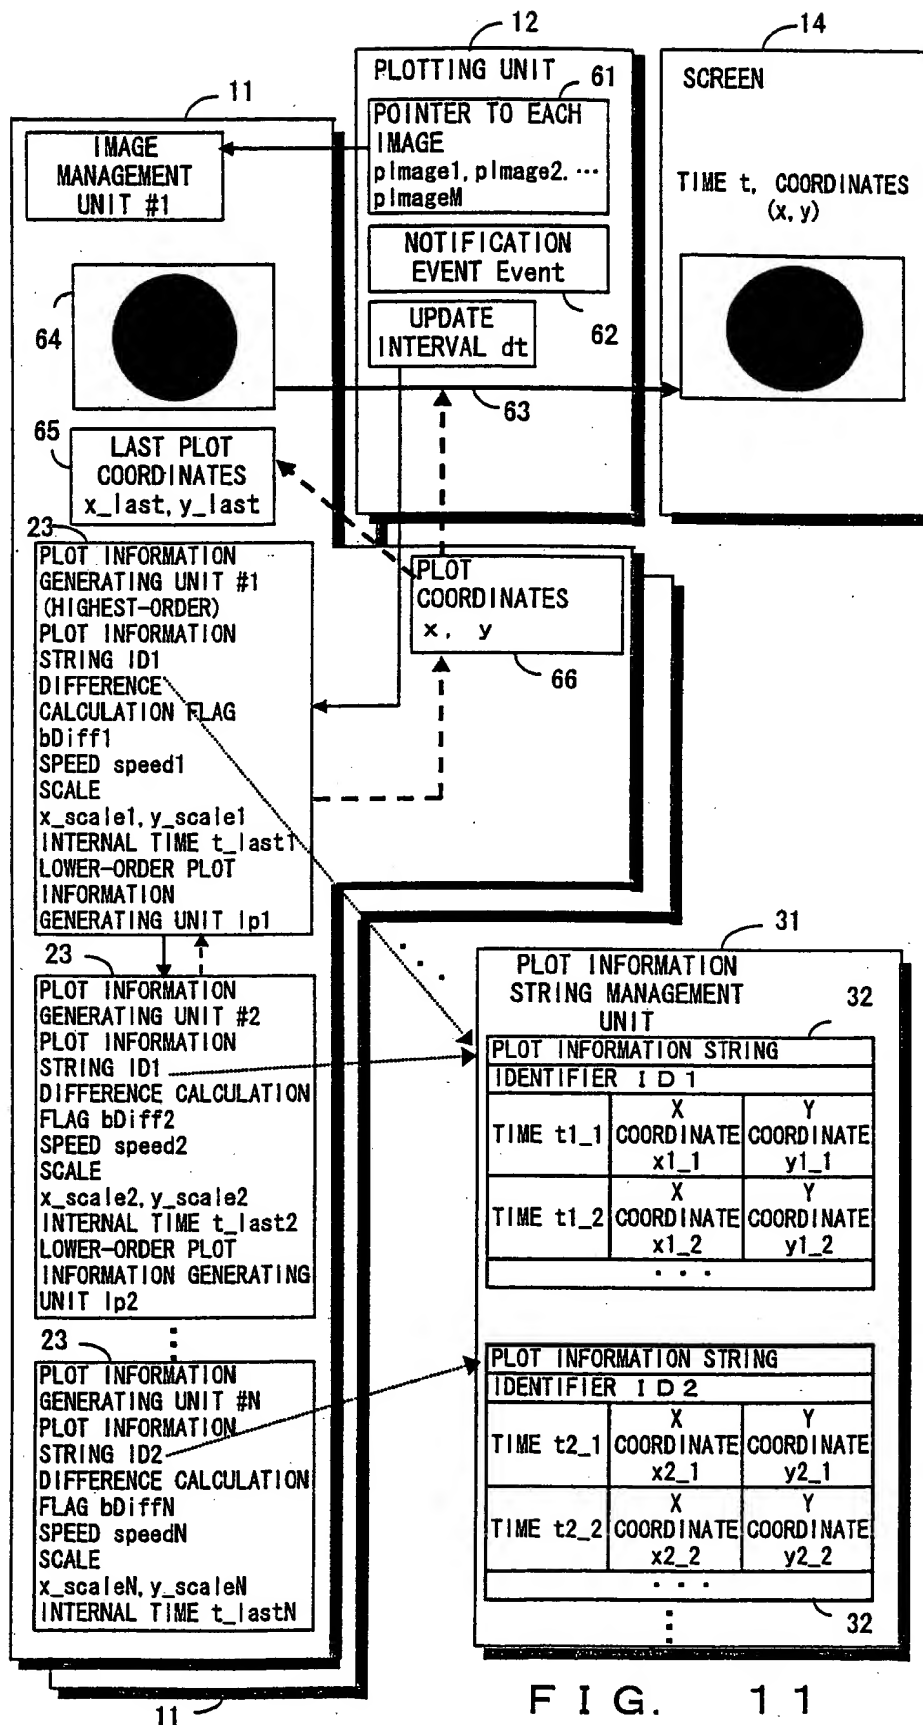 12
14
PLOTTING UNIT
61
SCREEN
11
POINTER TO EACH
IMAGE
pImage1, pImage2. ...
pImageM
IMAGE
MANAGEMENT
UNIT #1
TIME t, COORDINATES
(x, y)
NOTIFICATION
EVENT Event
64
UPDATE
INTERVAL dt
62
63
65
LAST PLOT
COORDINATES
x_last, y_last
23
PLOT INFORMATION
GENERATING UNIT #1
(HIGHEST-ORDER)
PLOT INFORMATION
STRING ID1
DIFFERENCE
CALCULATION FLAG
bDiff1
SPEED speed1
SCALE
x_scale1, y_scale1
INTERNAL TIME t_last1
LOWER-ORDER PLOT
INFORMATION
GENERATING UNIT lp1
PLOT
COORDINATES
x, y
66
23
PLOT INFORMATION
GENERATING UNIT #2
PLOT INFORMATION
STRING ID1
DIFFERENCE CALCULATION
FLAG bDiff2
SPEED speed2
SCALE
x_scale2, y_scale2
INTERNAL TIME t_last2
LOWER-ORDER PLOT
INFORMATION GENERATING
UNIT lp2
23
PLOT INFORMATION
GENERATING UNIT #N
PLOT INFORMATION
STRING ID2
DIFFERENCE CALCULATION
FLAG bDiffN
SPEED speedN
SCALE
x_scaleN, y_scaleN
INTERNAL TIME t_lastN
11
31
PLOT INFORMATION
STRING MANAGEMENT
UNIT
32
PLOT INFORMATION STRING
IDENTIFIER ID1
TIME t1_1
X
COORDINATE
x1_1
Y
COORDINATE
y1_1
TIME t1_2
X
COORDINATE
x1_2
Y
COORDINATE
y1_2
...
PLOT INFORMATION STRING
IDENTIFIER ID2
TIME t2_1
X
COORDINATE
x2_1
Y
COORDINATE
y2_1
TIME t2_2
X
COORDINATE
x2_2
Y
COORDINATE
y2_2
...
32
FIG. 11